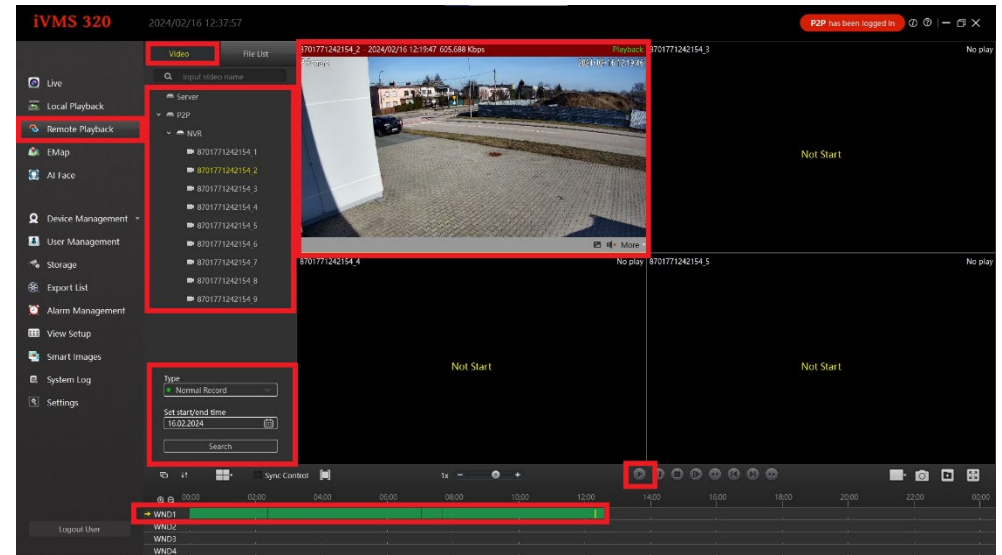 iVMS 320
2024/02/16 12:37:57
P2P has been logged in
Live
Local Playback
Remote Playback
EMap
AI Face
Device Management
User Management
Storage
Export List
Alarm Management
View Setup
Smart Images
System Log
Settings
Logout User
Video
File List
Input video name
Server
P2P
NVR
8701771242154_1
8701771242154_2
8701771242154_3
8701771242154_4
8701771242154_5
8701771242154_6
8701771242154_7
8701771242154_8
8701771242154_9
Type
Normal Record
Set start/end time
16.02.2024
Search
8701771242154_2 - 2024/02/16 12:19:47 605.688 Kbps
Playback
More
8701771242154_3
No play
Not Start
8701771242154_4
No play
Not Start
8701771242154_5
No play
Not Start
Sync Control
1x - +
00:00 02:00 04:00 06:00 08:00 10:00 12:00 14:00 16:00 18:00 20:00 22:00 00:00
WND1
WND2
WND3
WND4